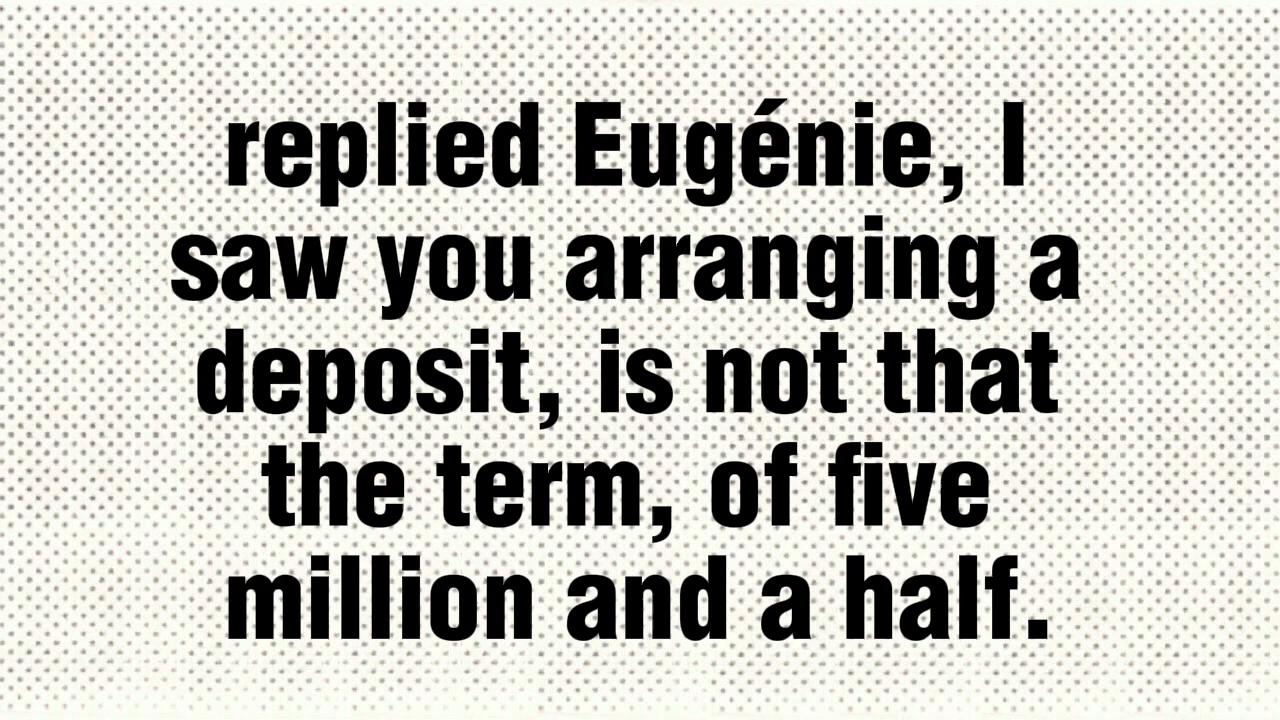 replied Eugénie, I
saw you arranging a
deposit, is not that
the term, of five
million and a half.